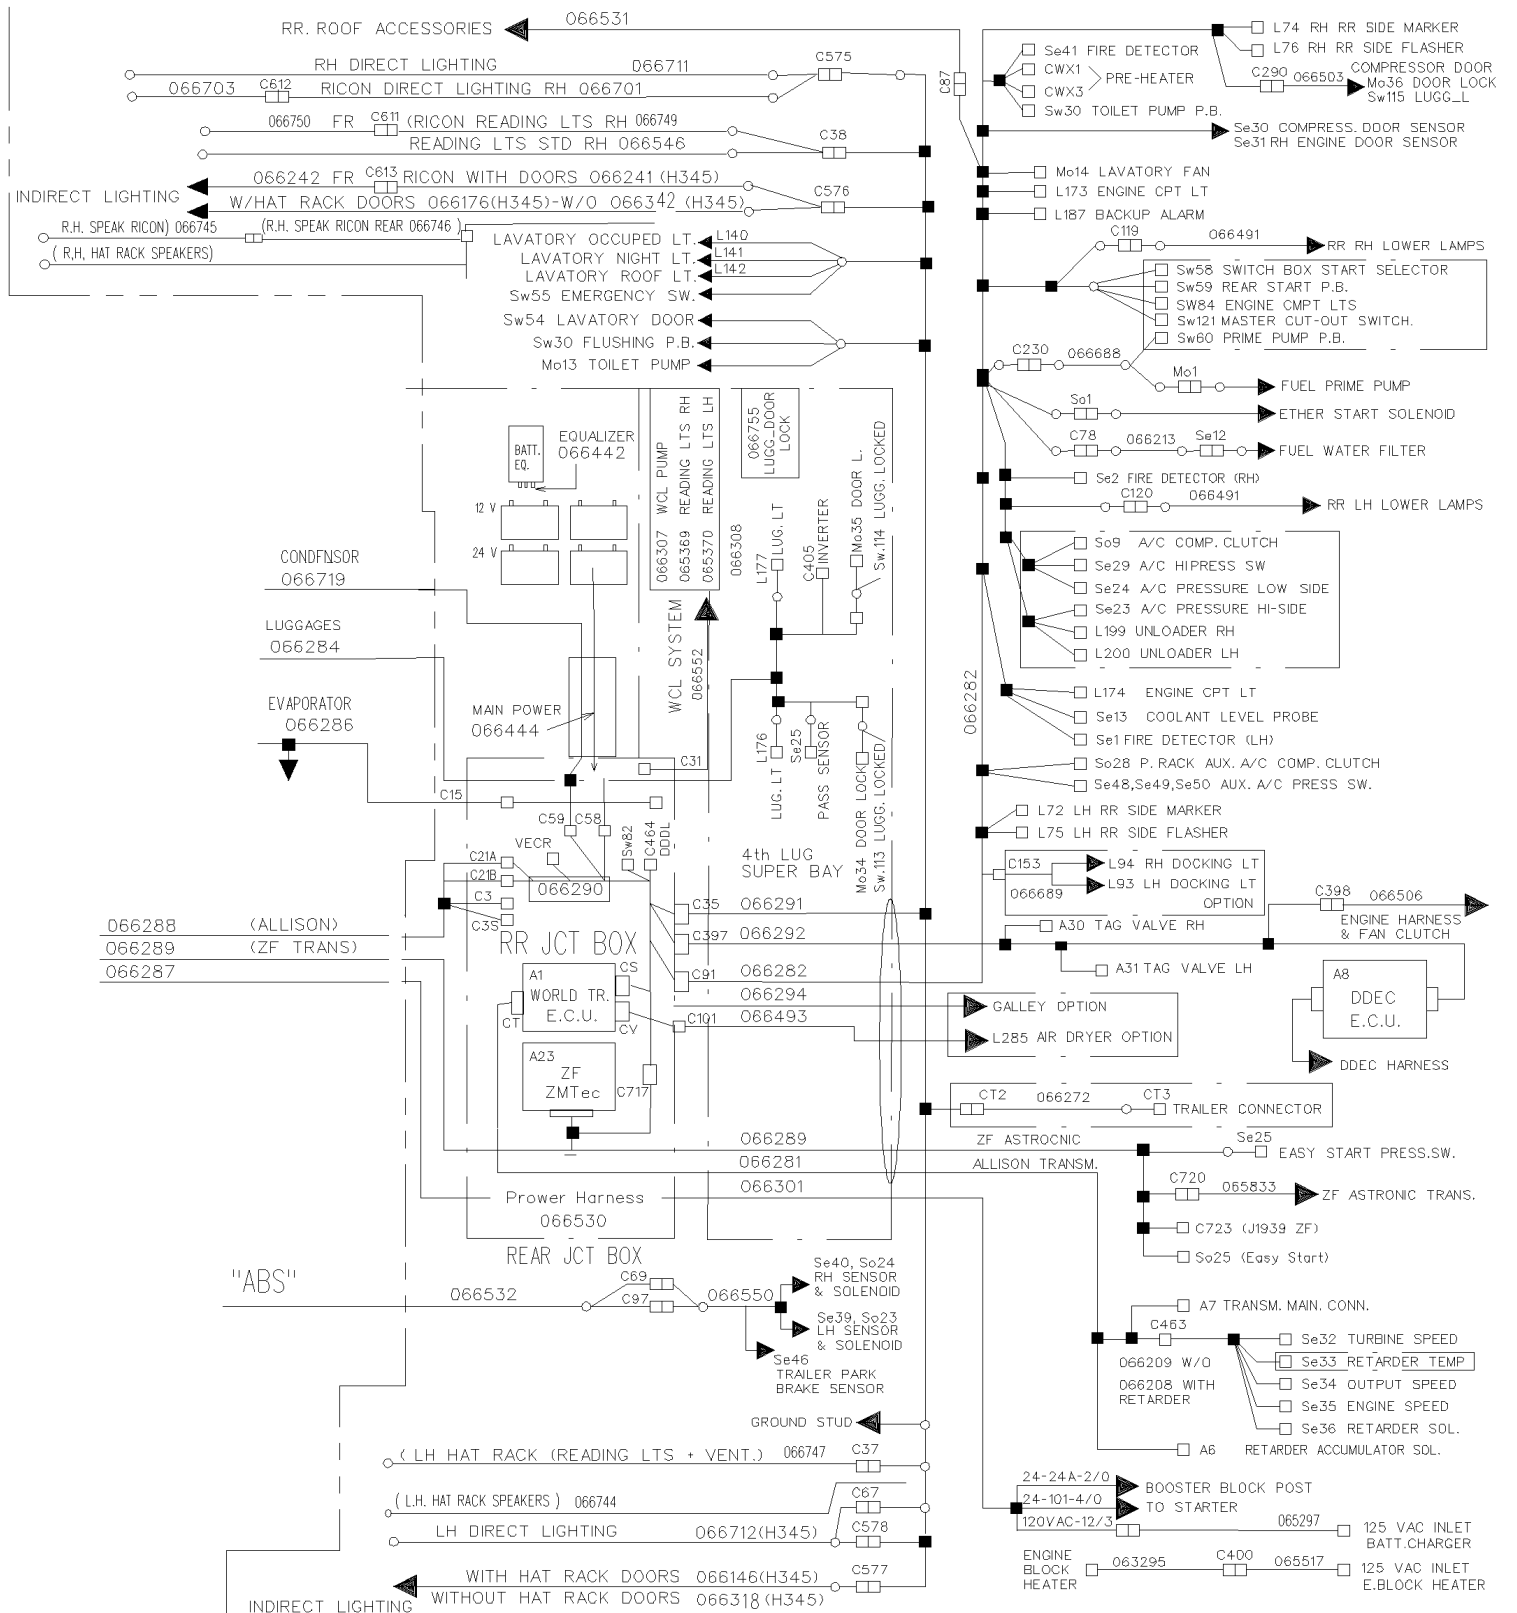 RR. ROOF ACCESSORIES 066531
RH DIRECT LIGHTING 066711 C575
066703 C612 RICON DIRECT LIGHTING RH 066701
066750 FR C611 (RICON READING LTS RH 066749
READING LTS STD RH 066546 C38
066242 FR C613 RICON WITH DOORS 066241 (H345)
INDIRECT LIGHTING
W/HAT RACK DOORS 066176(H345)-W/O 066342 (H345) C576
R.H. SPEAK RICON) 066745 (R.H. SPEAK RICON REAR 066746 )
( R,H, HAT RACK SPEAKERS)
LAVATORY OCCUPED LT. L140
LAVATORY NIGHT LT. L141
LAVATORY ROOF LT. L142
Sw55 EMERGENCY SW.
Sw54 LAVATORY DOOR
Sw30 FLUSHING P.B.
Mo13 TOILET PUMP
C87
L74 RH RR SIDE MARKER
L76 RH RR SIDE FLASHER
C290 066503
COMPRESSOR DOOR
Mo36 DOOR LOCK
Sw115 LUGG_L
Se41 FIRE DETECTOR
CWX1
PRE-HEATER
CWX3
Sw30 TOILET PUMP P.B.
Se30 COMPRESS. DOOR SENSOR
Se31 RH ENGINE DOOR SENSOR
Mo14 LAVATORY FAN
L173 ENGINE CPT LT
L187 BACKUP ALARM
C119 066491 RR RH LOWER LAMPS
Sw58 SWITCH BOX START SELECTOR
Sw59 REAR START P.B.
SW84 ENGINE CMPT LTS
Sw121 MASTER CUT-OUT SWITCH.
Sw60 PRIME PUMP P.B.
C230 066688
Mo1 FUEL PRIME PUMP
So1 ETHER START SOLENOID
C78 066213 Se12 FUEL WATER FILTER
Se2 FIRE DETECTOR (RH)
C120 066491 RR LH LOWER LAMPS
So9 A/C COMP. CLUTCH
Se29 A/C HIPRESS SW
Se24 A/C PRESSURE LOW SIDE
Se23 A/C PRESSURE HI-SIDE
L199 UNLOADER RH
L200 UNLOADER LH
066282
L174 ENGINE CPT LT
Se13 COOLANT LEVEL PROBE
Se1 FIRE DETECTOR (LH)
So28 P.RACK AUX. A/C COMP. CLUTCH
Se48,Se49,Se50 AUX. A/C PRESS SW.
L72 LH RR SIDE MARKER
L75 LH RR SIDE FLASHER
C153 L94 RH DOCKING LT
066689 L93 LH DOCKING LT
OPTION
BATT.
EQ.
EQUALIZER
066442
12 V
24 V
066307 WCL PUMP
065369 READING LTS RH
065370 READING LTS LH
066308
066755
LUGG_DOOR
LOCK
L177 LUG. LT
C405 INVERTER
Mo35 DOOR L.
Sw.114 LUGG. LOCKED
WCL SYSTEM
066552
CONDFNSOR
066719
LUGGAGES
066284
EVAPORATOR
066286
MAIN POWER
066444
L176
LUG. LT
Se25
PASS SENSOR
Mo34 DOOR LOCK
Sw.113 LUGG. LOCKED
C31
C15
C59 C58
Sw82
C464
DDDL
VECR
C21A
C21B
066290
C3
C3S
4th LUG
SUPER BAY
RR JCT BOX
066288 (ALLISON)
066289 (ZF TRANS)
066287
C35 066291
C397 066292
C91 066282
066294
C101 066493
A1
WORLD TR.
E.C.U.
CS
CV
CT
A23
ZF
ZMTec
C717
A30 TAG VALVE RH
A31 TAG VALVE LH
C398 066506
ENGINE HARNESS
& FAN CLUTCH
A8
DDEC
E.C.U.
DDEC HARNESS
GALLEY OPTION
L285 AIR DRYER OPTION
CT2 066272 CT3
TRAILER CONNECTOR
066289 ZF ASTROCNIC
066281 ALLISON TRANSM.
066301
Prower Harness
066530
REAR JCT BOX
Se25
EASY START PRESS.SW.
C720 065833 ZF ASTRONIC TRANS.
C723 (J1939 ZF)
So25 (Easy Start)
"ABS"
066532
C69
C97
066550
Se40, So24
RH SENSOR
& SOLENOID
Se39, So23
LH SENSOR
& SOLENOID
Se46
TRAILER PARK
BRAKE SENSOR
A7 TRANSM. MAIN. CONN.
C463
066209 W/O
066208 WITH
RETARDER
Se32 TURBINE SPEED
Se33 RETARDER TEMP
Se34 OUTPUT SPEED
Se35 ENGINE SPEED
Se36 RETARDER SOL.
A6 RETARDER ACCUMULATOR SOL.
GROUND STUD
( LH HAT RACK (READING LTS + VENT.) 066747 C37
( L.H. HAT RACK SPEAKERS ) 066744 C67
LH DIRECT LIGHTING 066712(H345) C578
WITH HAT RACK DOORS 066146(H345) C577
WITHOUT HAT RACK DOORS 066318(H345)
INDIRECT LIGHTING
24-24A-2/0 BOOSTER BLOCK POST
24-101-4/0 TO STARTER
120VAC-12/3 065297 125 VAC INLET
BATT.CHARGER
ENGINE
BLOCK
HEATER
063295 C400 065517 125 VAC INLET
E.BLOCK HEATER